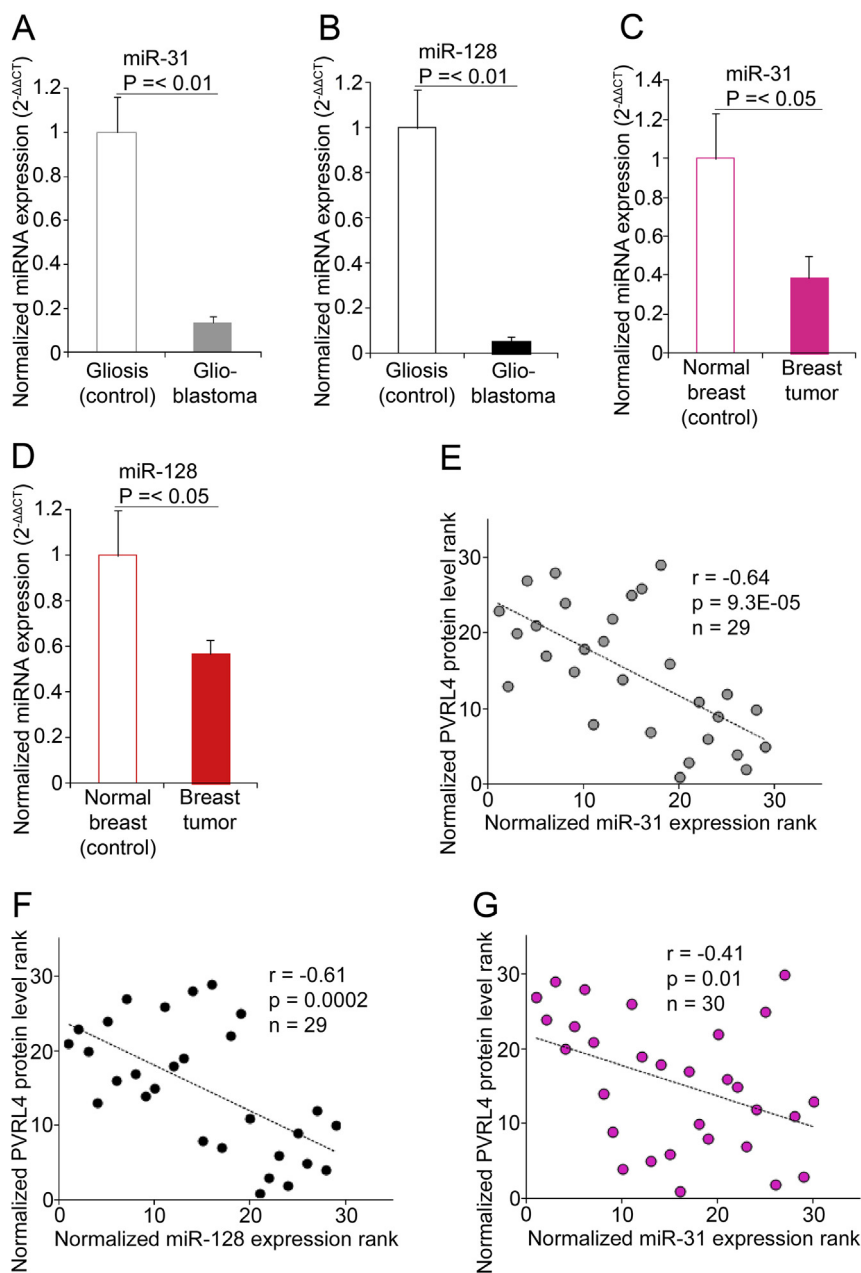 A
miR-31
P =< 0.01
Normalized miRNA expression (2-ΔΔCT)
1.2
1
0.8
0.6
0.4
0.2
0
Gliosis
(control)
Glio-
blastoma
B
miR-128
P =< 0.01
Normalized miRNA expression (2-ΔΔCT)
1.2
1
0.8
0.6
0.4
0.2
0
Gliosis
(control)
Glio-
blastoma
C
miR-31
P =< 0.05
Normalized miRNA expression (2-ΔΔCT)
1.4
1.2
1
0.8
0.6
0.4
0.2
0
Normal
breast
(control)
Breast
tumor
D
miR-128
P =< 0.05
Normalized miRNA expression (2-ΔΔCT)
1.2
1
0.8
0.6
0.4
0.2
0
Normal
breast
(control)
Breast
tumor
E
Normalized PVRL4 protein level rank
30
20
10
0
r = -0.64
p = 9.3E-05
n = 29
0 10 20 30
Normalized miR-31 expression rank
F
Normalized PVRL4 protein level rank
30
20
10
0
r = -0.61
p = 0.0002
n = 29
0 10 20 30
Normalized miR-128 expression rank
G
Normalized PVRL4 protein level rank
30
20
10
0
r = -0.41
p = 0.01
n = 30
0 10 20 30
Normalized miR-31 expression rank